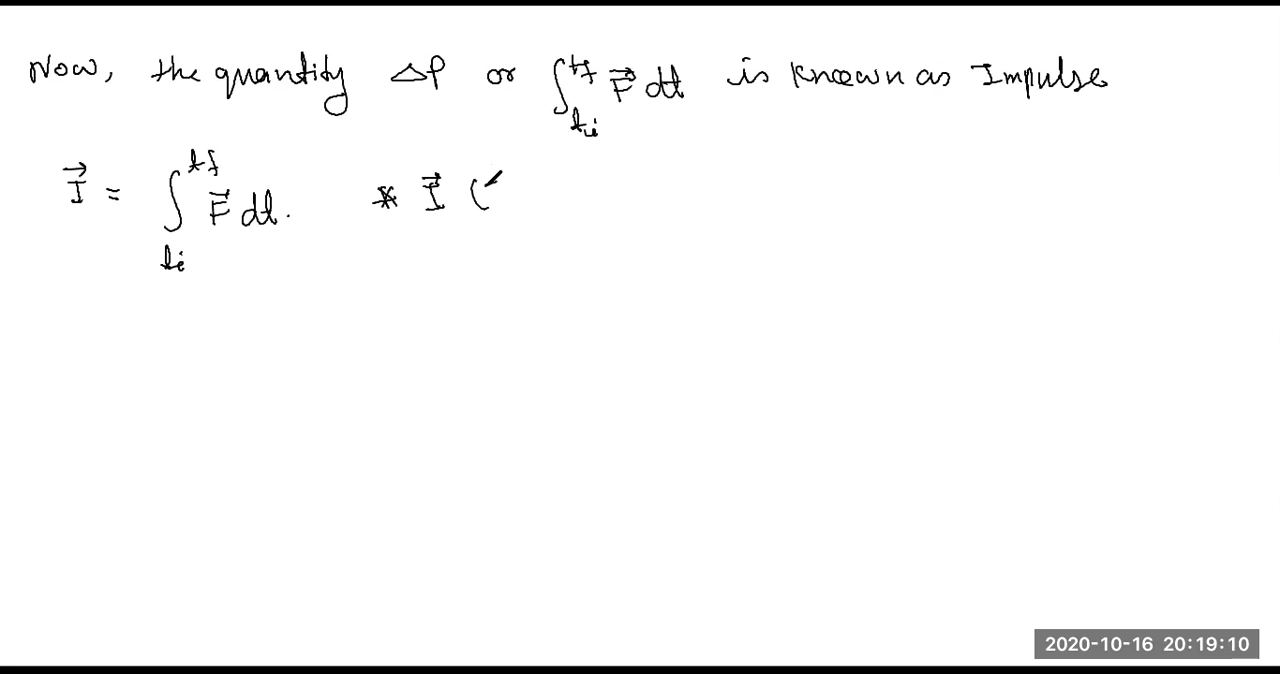 Now, the quantity ΔP or ∫_{ti}^{tf} F⃗ dt is known as Impulse
I⃗ = ∫_{ti}^{tf} F⃗ dt. * I⃗ (
2020-10-16 20:19:10